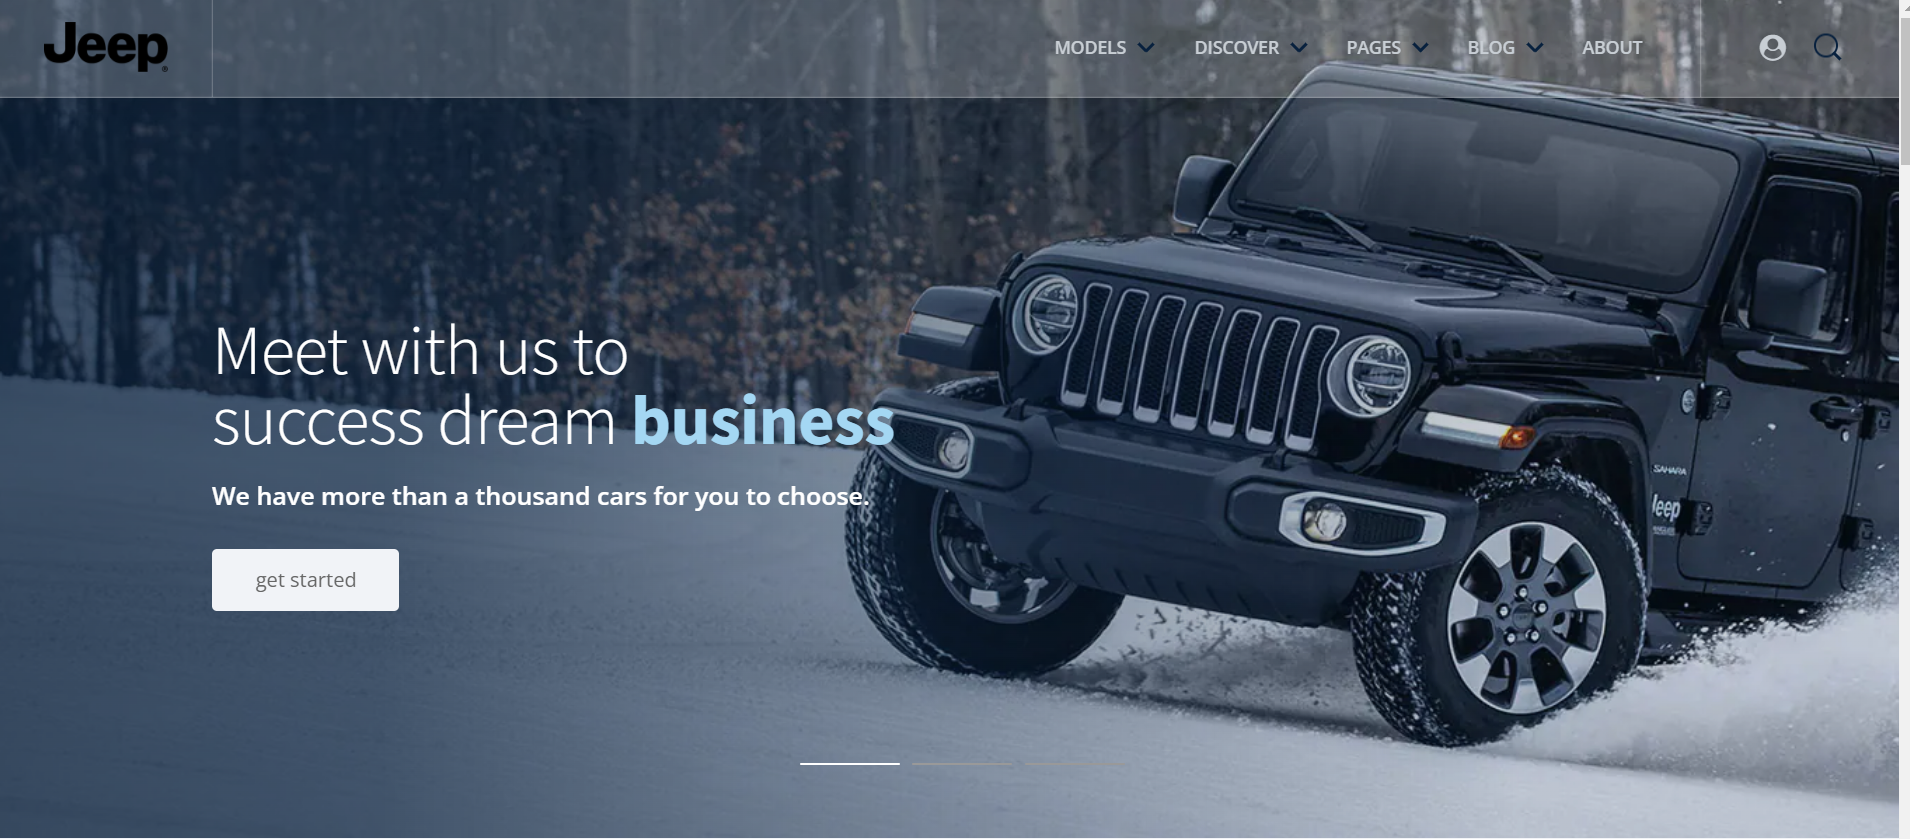 Jeep
MODELS
DISCOVER
PAGES
BLOG
ABOUT
Meet with us to
success dream business
We have more than a thousand cars for you to choose.
get started
SAHARA
Jeep